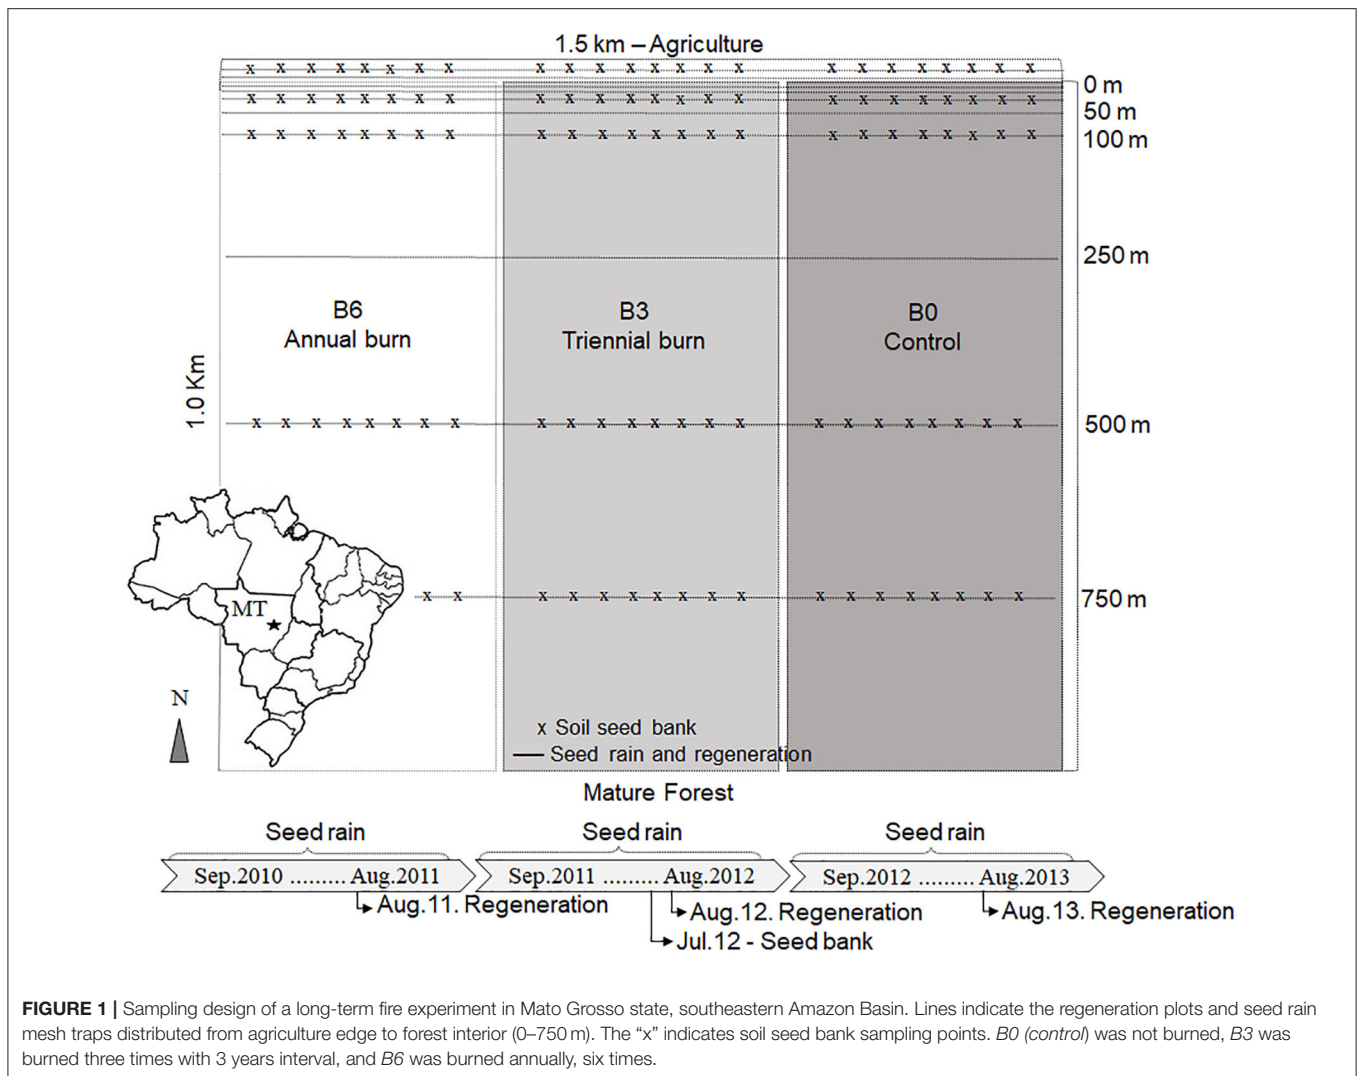 1.5 km – Agriculture
x x x x x x x x x x x x x x x x x x x x x x x x
0 m
x x x x x x x x x x x x x x x x x x x x x x x x
50 m
x x x x x x x x x x x x x x x x x x x x x x x x
100 m
250 m
B6
Annual burn
B3
Triennial burn
B0
Control
1.0 Km
x x x x x x x x x x x x x x x x x x x x x x x x
500 m
x x x x x x x x x x x x x x x x x x
750 m
MT
N
x Soil seed bank
Seed rain and regeneration
Mature Forest
Seed rain
Seed rain
Seed rain
Sep.2010 ......... Aug.2011
Sep.2011 ......... Aug.2012
Sep.2012 ......... Aug.2013
Aug.11. Regeneration
Aug.12. Regeneration
Aug.13. Regeneration
Jul.12 - Seed bank
FIGURE 1 | Sampling design of a long-term fire experiment in Mato Grosso state, southeastern Amazon Basin. Lines indicate the regeneration plots and seed rain
mesh traps distributed from agriculture edge to forest interior (0–750 m). The “x” indicates soil seed bank sampling points. B0 (control) was not burned, B3 was
burned three times with 3 years interval, and B6 was burned annually, six times.